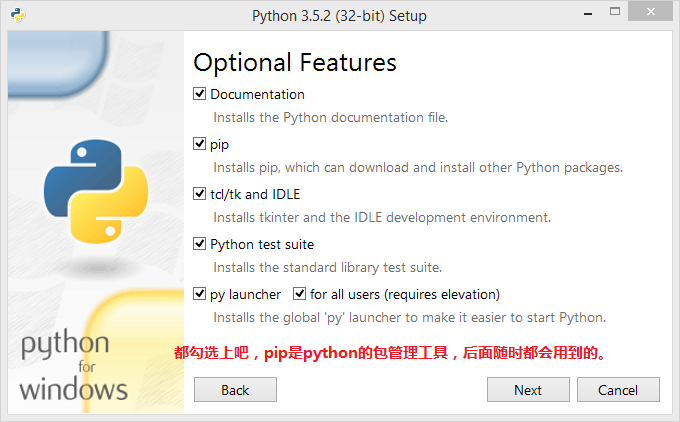 Python 3.5.2 (32-bit) Setup
Optional Features
Documentation
Installs the Python documentation file.
pip
Installs pip, which can download and install other Python packages.
tcl/tk and IDLE
Installs tkinter and the IDLE development environment.
Python test suite
Installs the standard library test suite.
py launcher for all users (requires elevation)
Installs the global 'py' launcher to make it easier to start Python.
都勾选上吧，pip是python的包管理工具，后面随时都会用到的。
python
for
windows
Back Next Cancel